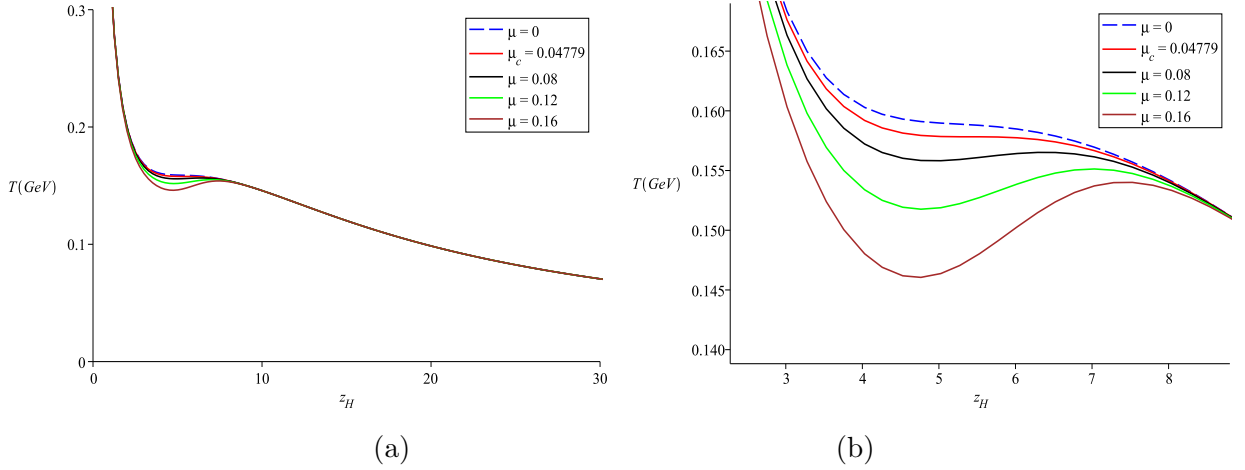 0.3
0.2
T(GeV)
0.1
0
0
10
20
30
z_H
μ = 0
μ_c = 0.04779
μ = 0.08
μ = 0.12
μ = 0.16
(a)
0.165
0.160
0.155
T(GeV)
0.150
0.145
0.140
3
4
5
6
7
8
z_H
μ = 0
μ_c = 0.04779
μ = 0.08
μ = 0.12
μ = 0.16
(b)